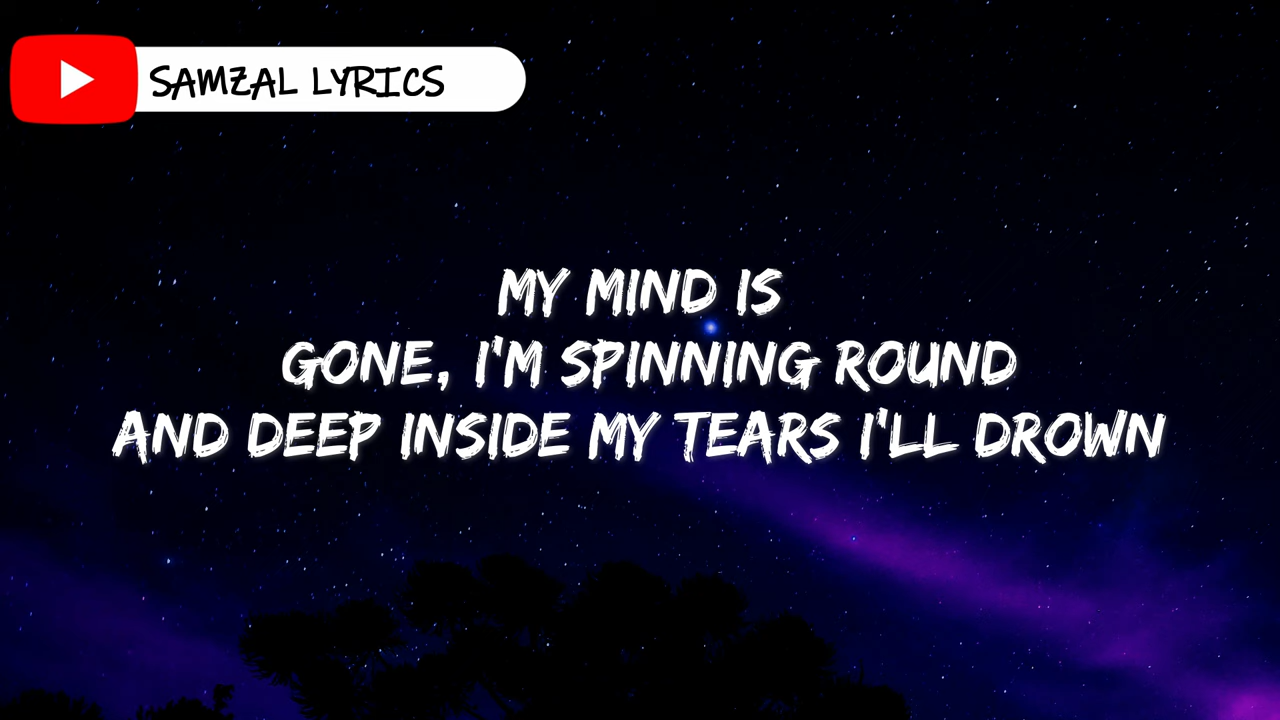 SAMZAL LYRICS
MY MIND IS
GONE, I'M SPINNING ROUND
AND DEEP INSIDE MY TEARS I'LL DROWN